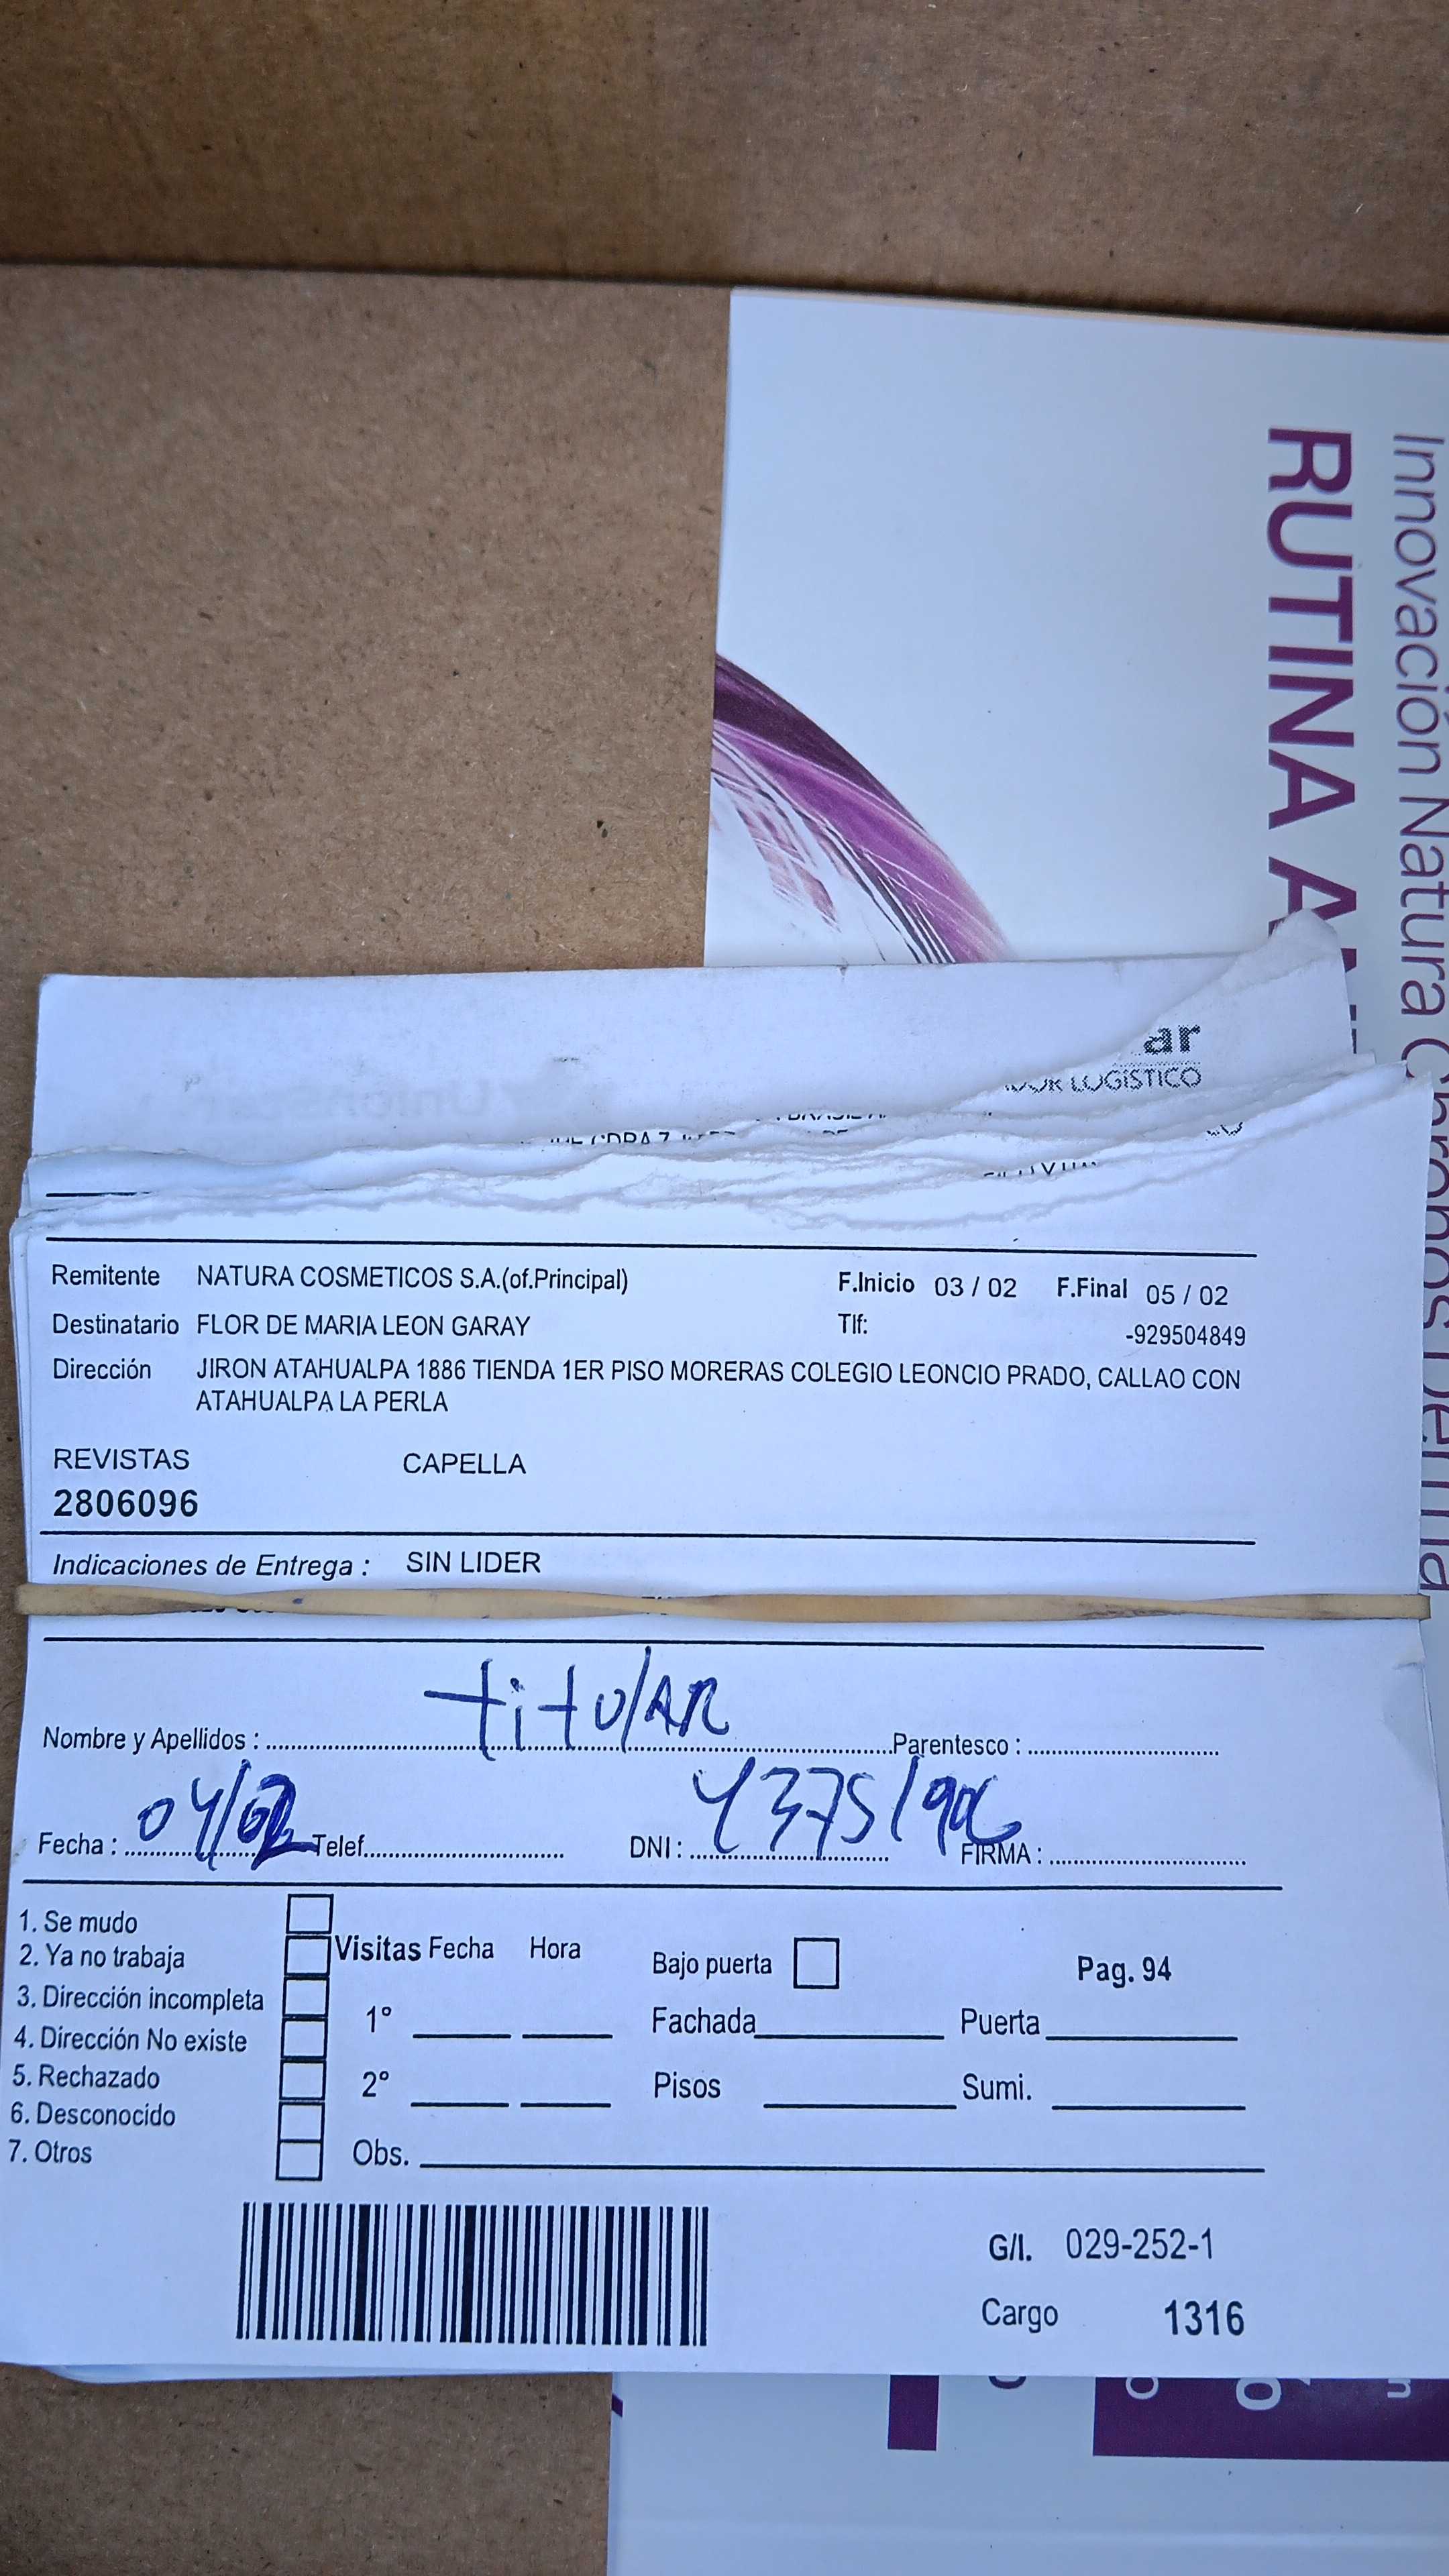 Innovación Natura Chronos Derma
RUTINA A
ar
LOGÍSTICO
Remitente NATURA COSMETICOS S.A.(of.Principal) F.Inicio 03 / 02 F.Final 05 / 02
Destinatario FLOR DE MARIA LEON GARAY Tlf: -929504849
Dirección JIRON ATAHUALPA 1886 TIENDA 1ER PISO MORERAS COLEGIO LEONCIO PRADO, CALLAO CON
ATAHUALPA LA PERLA
REVISTAS CAPELLA
2806096
Indicaciones de Entrega : SIN LIDER
Nombre y Apellidos : titulAR Parentesco :
Fecha : 04/02 Telef. DNI : FIRMA :
1. Se mudo
2. Ya no trabaja Visitas Fecha Hora Bajo puerta Pag. 94
3. Dirección incompleta
1° Fachada Puerta
4. Dirección No existe
5. Rechazado 2° Pisos Sumi.
6. Desconocido
7. Otros Obs.
G/I. 029-252-1
Cargo 1316